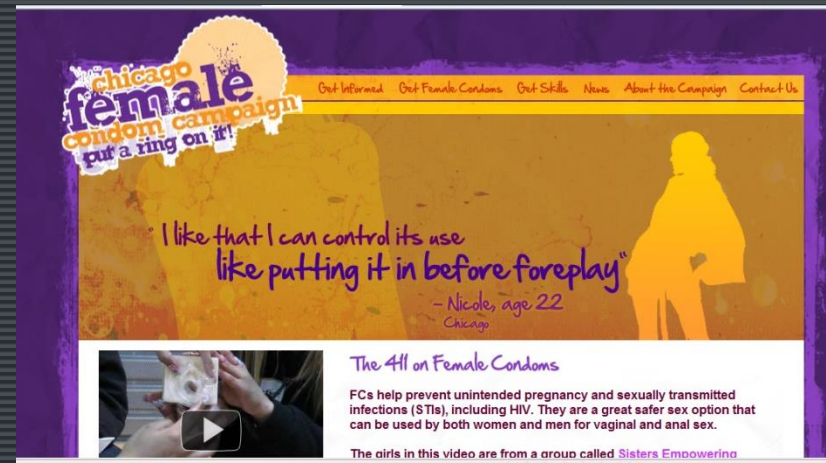 chicago
female
condom campaign
put a ring on it!
Get Informed Get Female Condoms Get Skills News About the Campaign Contact Us
"I like that I can control its use
like putting it in before foreplay"
– Nicole, age 22
Chicago
The 411 on Female Condoms
FCs help prevent unintended pregnancy and sexually transmitted
infections (STIs), including HIV. They are a great safer sex option that
can be used by both women and men for vaginal and anal sex.
The girls in this video are from a group called Sisters Empowering